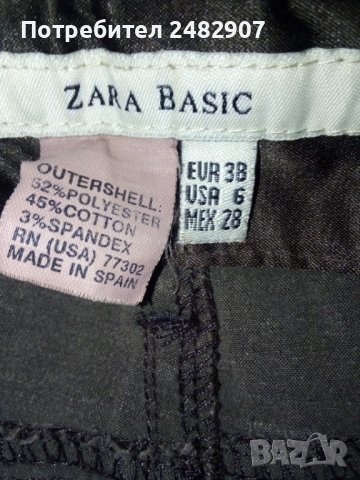 Потребител 2482907
ZARA BASIC
OUTERSHELL:
52%POLYESTER
45%COTTON
3%SPANDEX
RN (USA) 77302
MADE IN SPAIN
EUR 38
USA 6
MEX 28
BAZAR